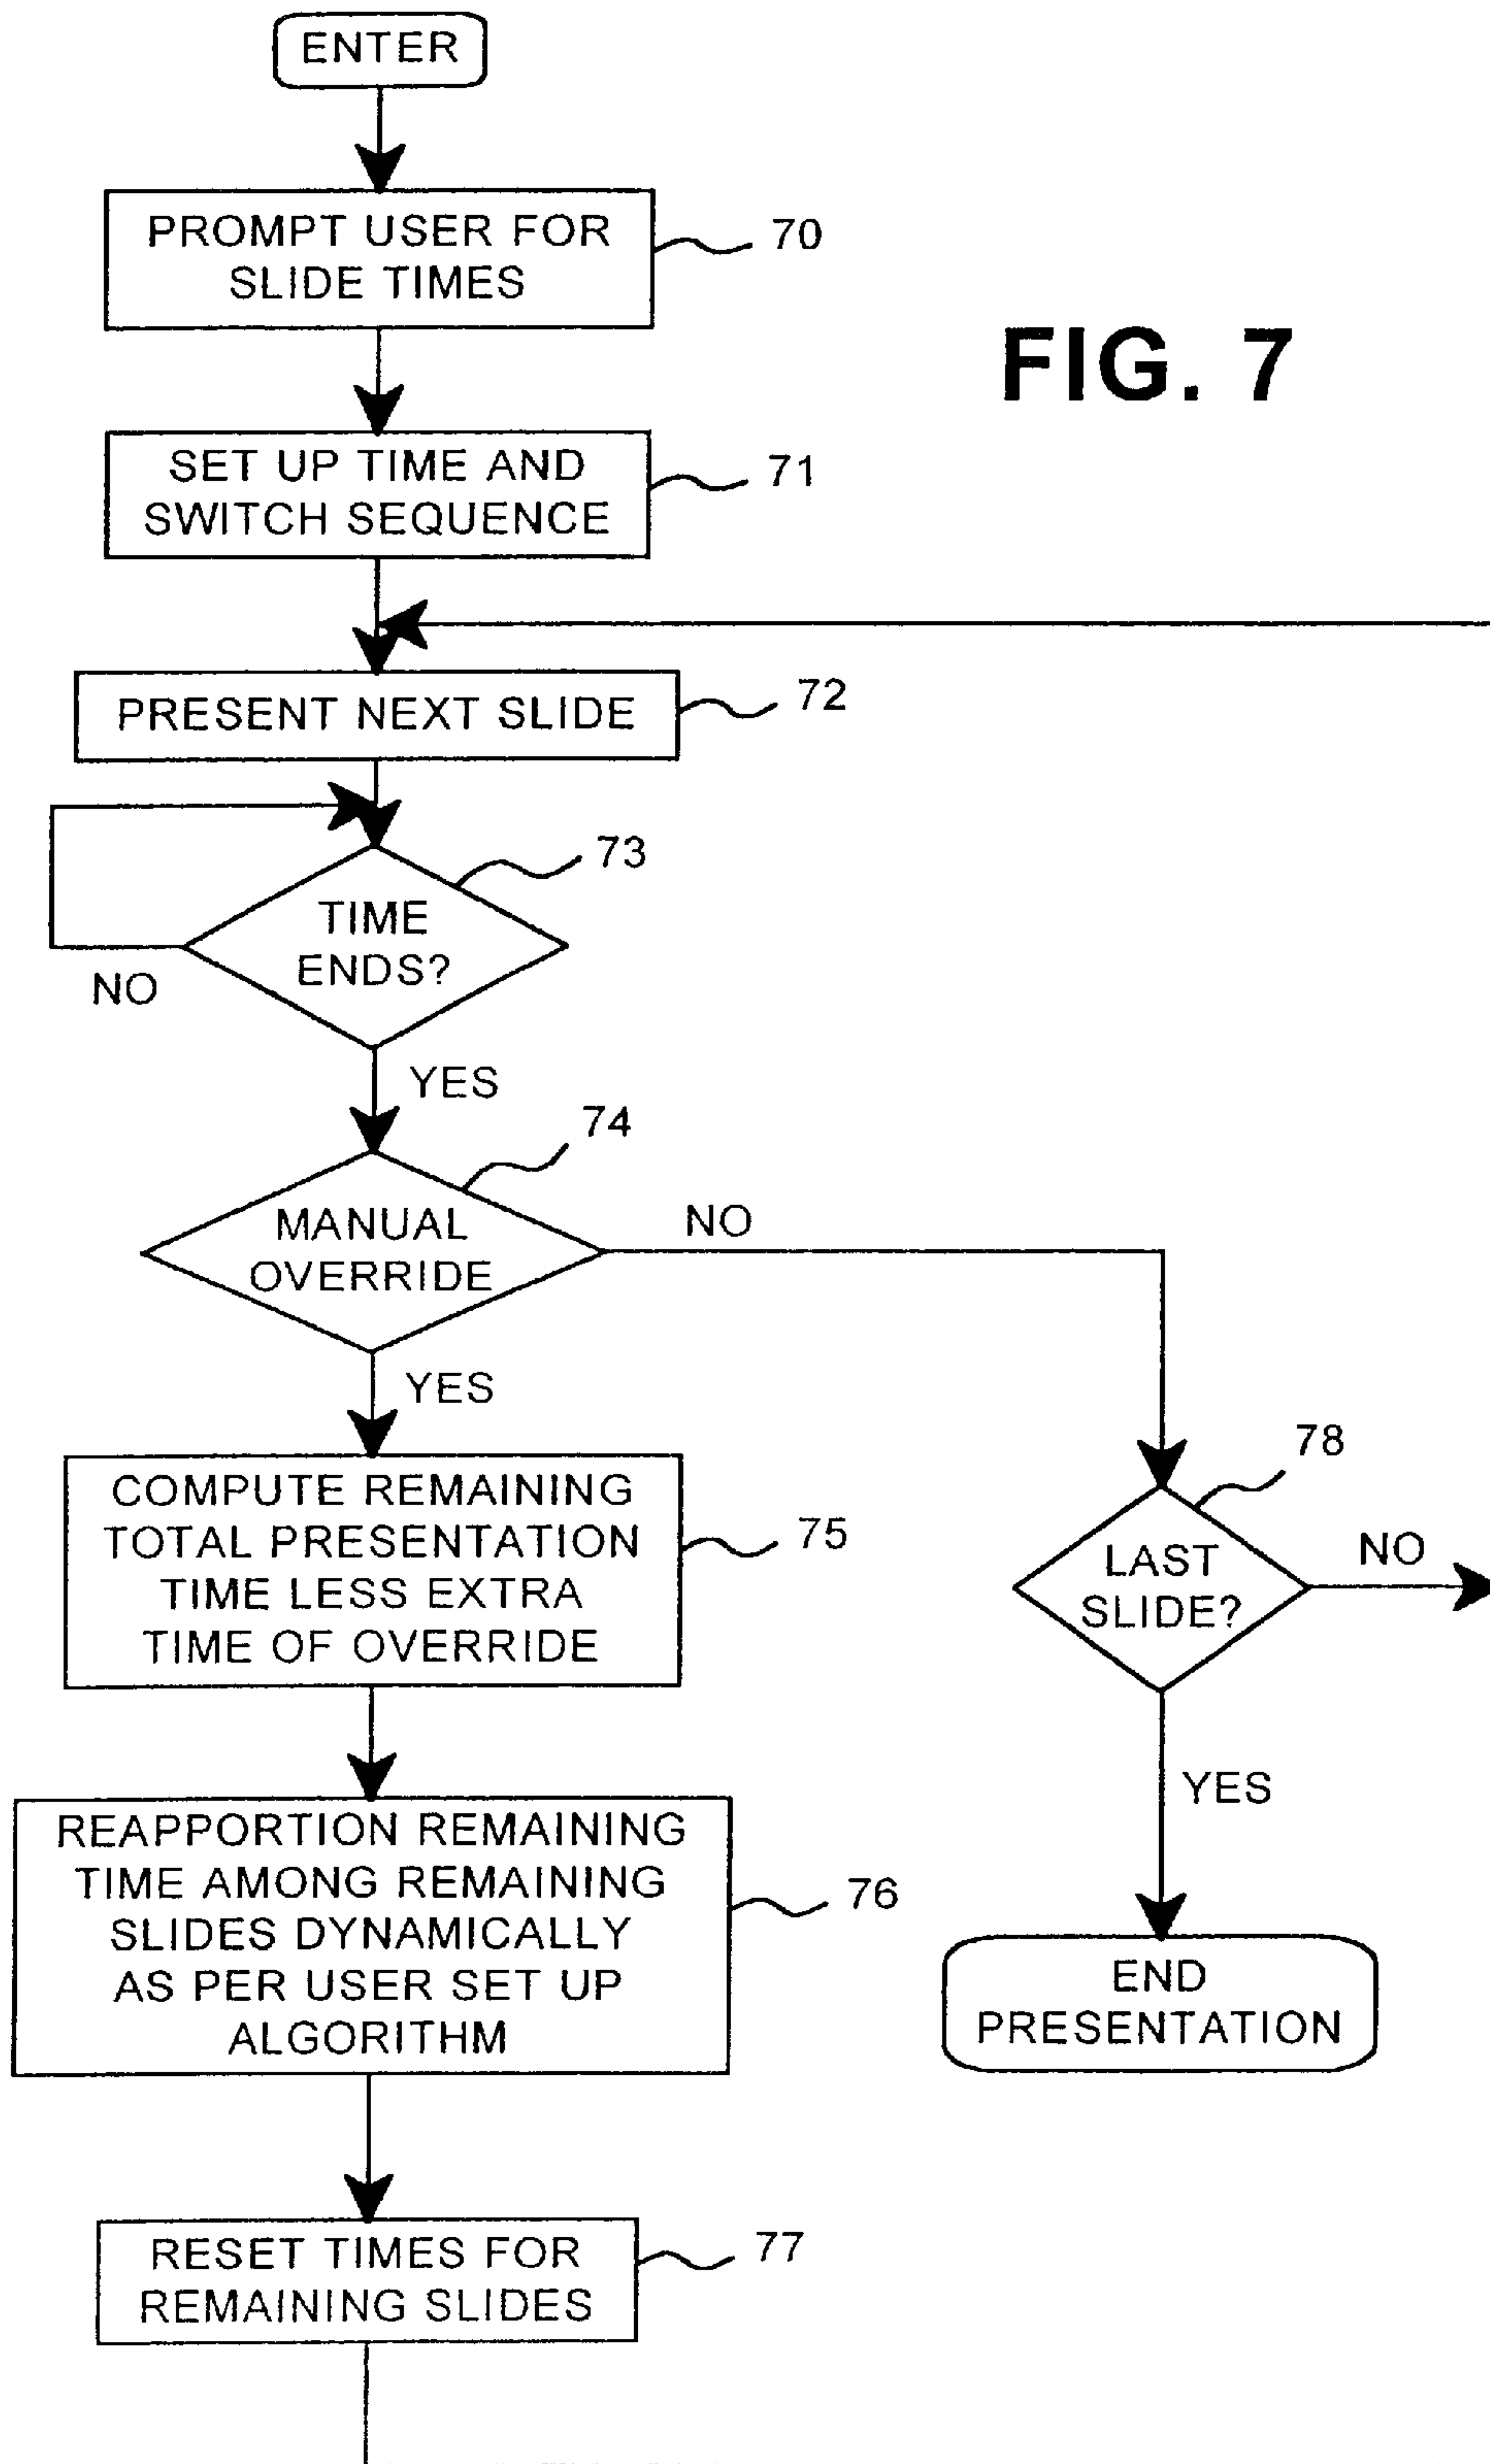 ENTER
PROMPT USER FOR
SLIDE TIMES
70
FIG. 7
SET UP TIME AND
SWITCH SEQUENCE
71
PRESENT NEXT SLIDE
72
73
TIME
ENDS?
NO
YES
74
MANUAL
OVERRIDE
NO
YES
COMPUTE REMAINING
TOTAL PRESENTATION
TIME LESS EXTRA
TIME OF OVERRIDE
75
78
LAST
SLIDE?
NO
YES
REAPPORTION REMAINING
TIME AMONG REMAINING
SLIDES DYNAMICALLY
AS PER USER SET UP
ALGORITHM
76
END
PRESENTATION
RESET TIMES FOR
REMAINING SLIDES
77